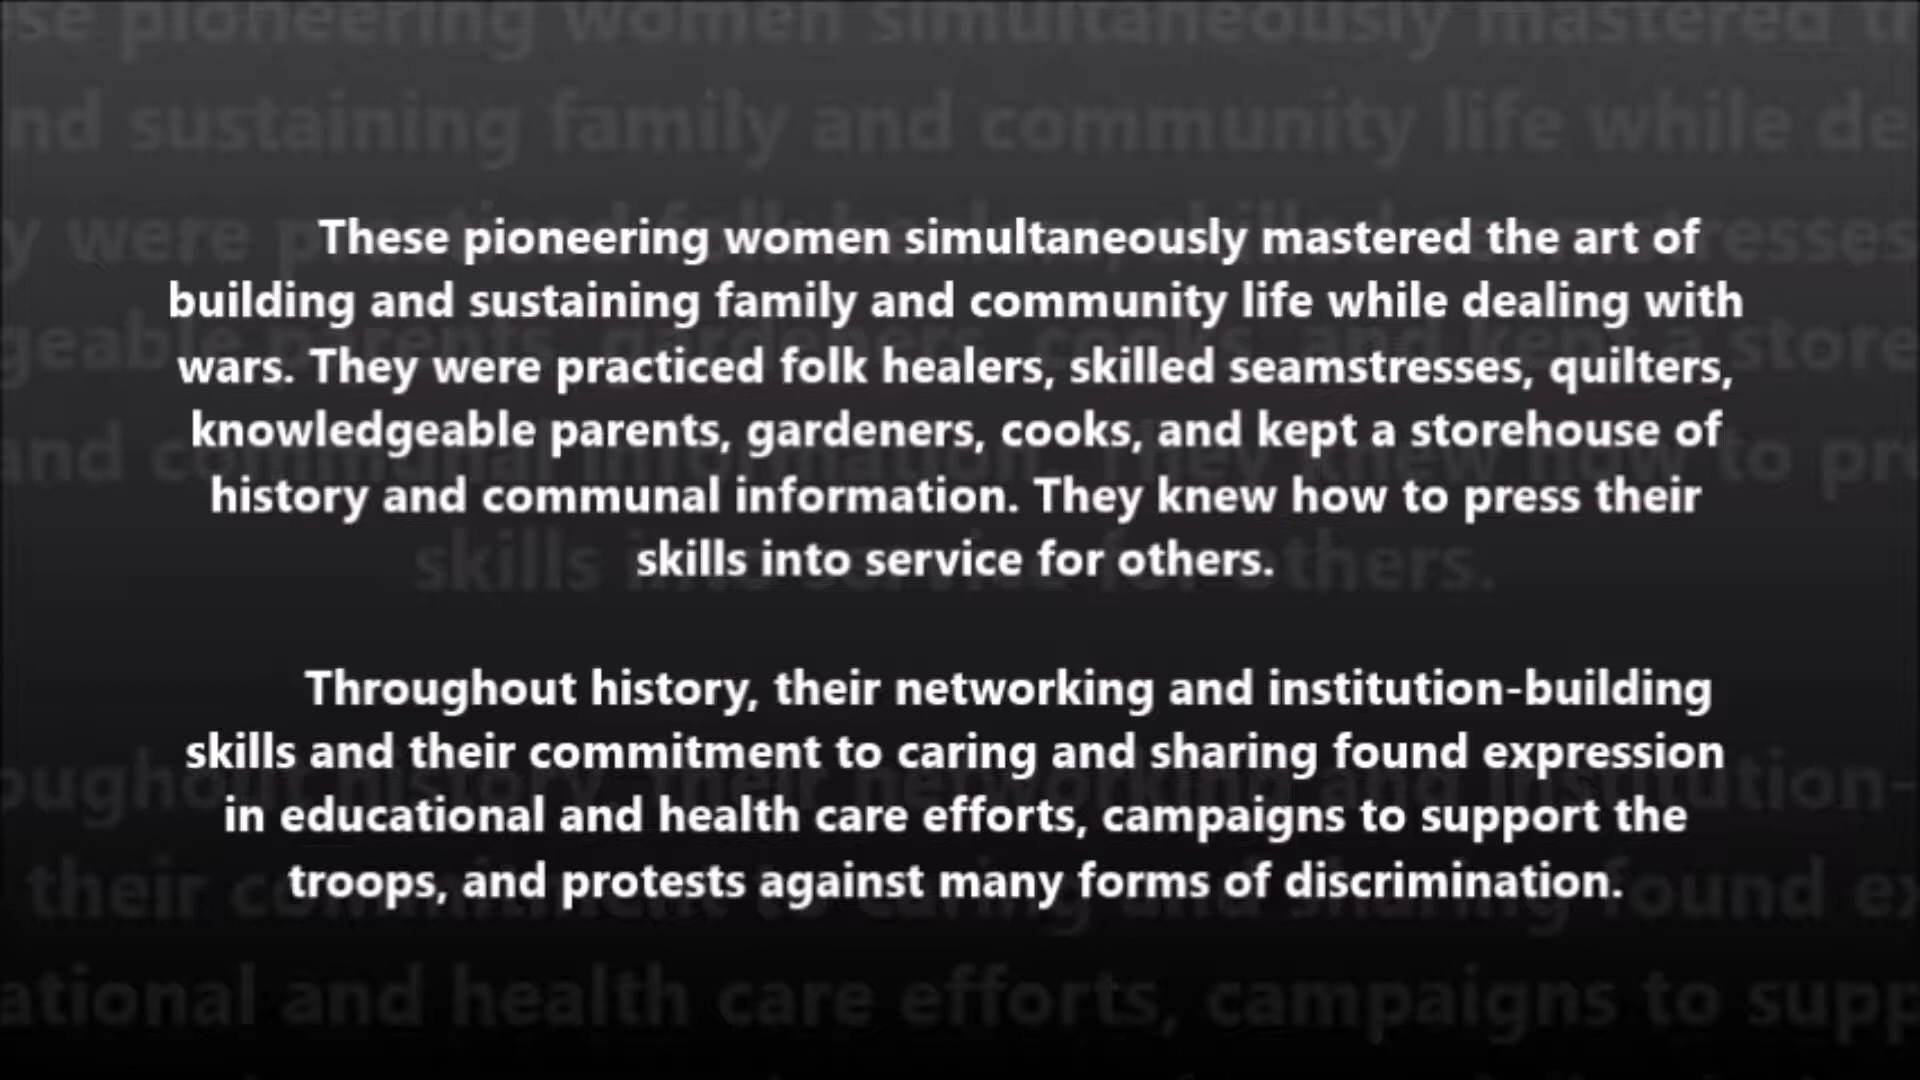 These pioneering women simultaneously mastered the art of
building and sustaining family and community life while dealing with
wars. They were practiced folk healers, skilled seamstresses, quilters,
knowledgeable parents, gardeners, cooks, and kept a storehouse of
history and communal information. They knew how to press their
skills into service for others.
Throughout history, their networking and institution-building
skills and their commitment to caring and sharing found expression
in educational and health care efforts, campaigns to support the
troops, and protests against many forms of discrimination.